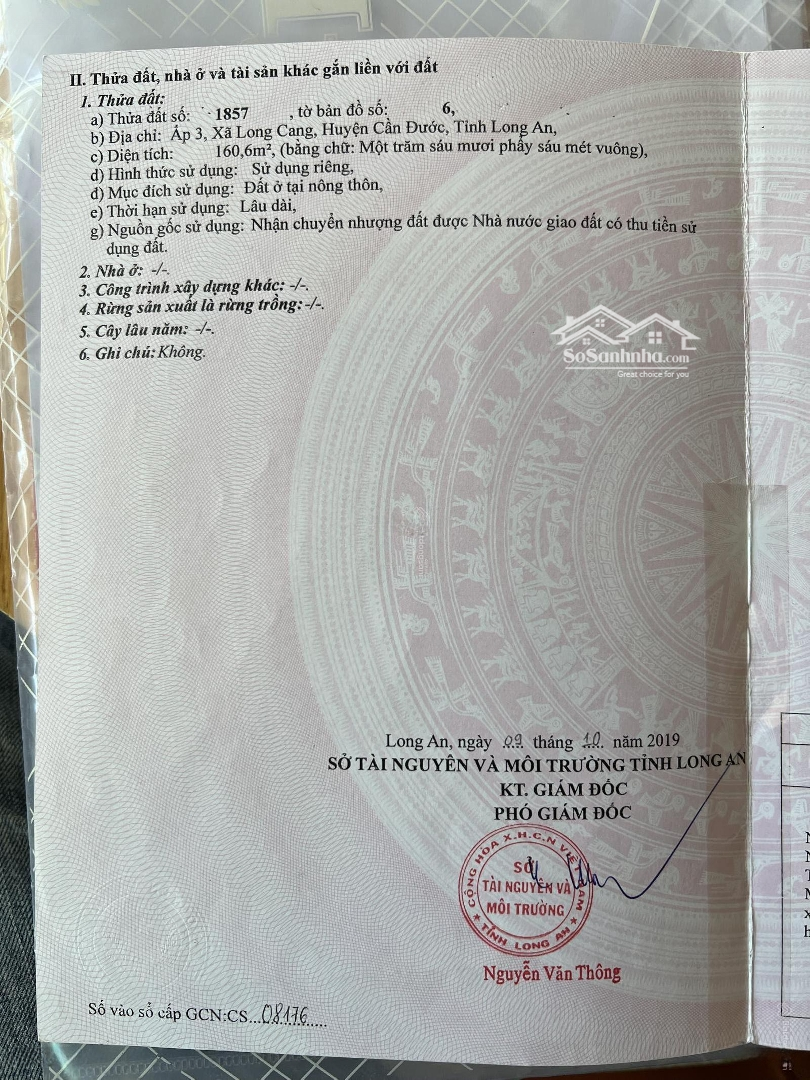 II. Thửa đất, nhà ở và tài sản khác gắn liền với đất
1. Thửa đất:
a) Thửa đất số: 1857 , tờ bản đồ số: 6,
b) Địa chỉ: Ấp 3, Xã Long Cang, Huyện Cần Đước, Tỉnh Long An,
c) Diện tích: 160,6m², (bằng chữ: Một trăm sáu mươi phẩy sáu mét vuông),
d) Hình thức sử dụng: Sử dụng riêng,
đ) Mục đích sử dụng: Đất ở tại nông thôn,
e) Thời hạn sử dụng: Lâu dài,
g) Nguồn gốc sử dụng: Nhận chuyển nhượng đất được Nhà nước giao đất có thu tiền sử
dụng đất.
2. Nhà ở: -/-.
3. Công trình xây dựng khác: -/-.
4. Rừng sản xuất là rừng trồng: -/-.
5. Cây lâu năm: -/-.
6. Ghi chú: Không.
SoSanhnha.com
Great choice for you
Long An, ngày 09 tháng 10 năm 2019
SỞ TÀI NGUYÊN VÀ MÔI TRƯỜNG TỈNH LONG AN
KT. GIÁM ĐỐC
PHÓ GIÁM ĐỐC
CỘNG HÒA X.H.C.N VIỆT NAM
SỞ
TÀI NGUYÊN VÀ
MÔI TRƯỜNG
TỈNH LONG AN
Nguyễn Văn Thông
Số vào sổ cấp GCN:CS...08176...